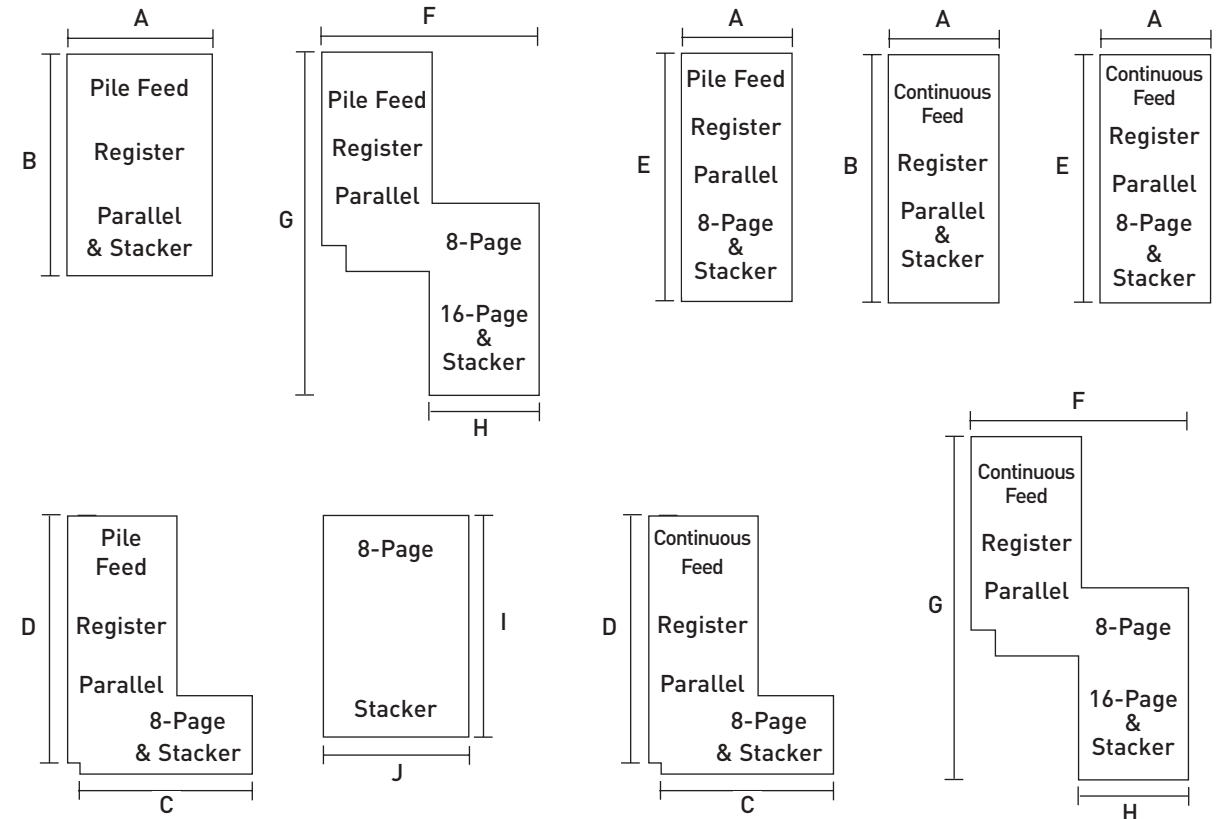 A
B
Pile Feed
Register
Parallel
& Stacker
F
G
Pile Feed
Register
Parallel
8-Page
16-Page
&
Stacker
H
A
E
Pile Feed
Register
Parallel
8-Page
&
Stacker
A
B
Continuous
Feed
Register
Parallel
&
Stacker
A
E
Continuous
Feed
Register
Parallel
8-Page
&
Stacker
D
Pile
Feed
Register
Parallel
8-Page
& Stacker
C
8-Page
Stacker
I
J
D
Continuous
Feed
Register
Parallel
8-Page
& Stacker
C
F
G
Continuous
Feed
Register
Parallel
8-Page
16-Page
&
Stacker
H